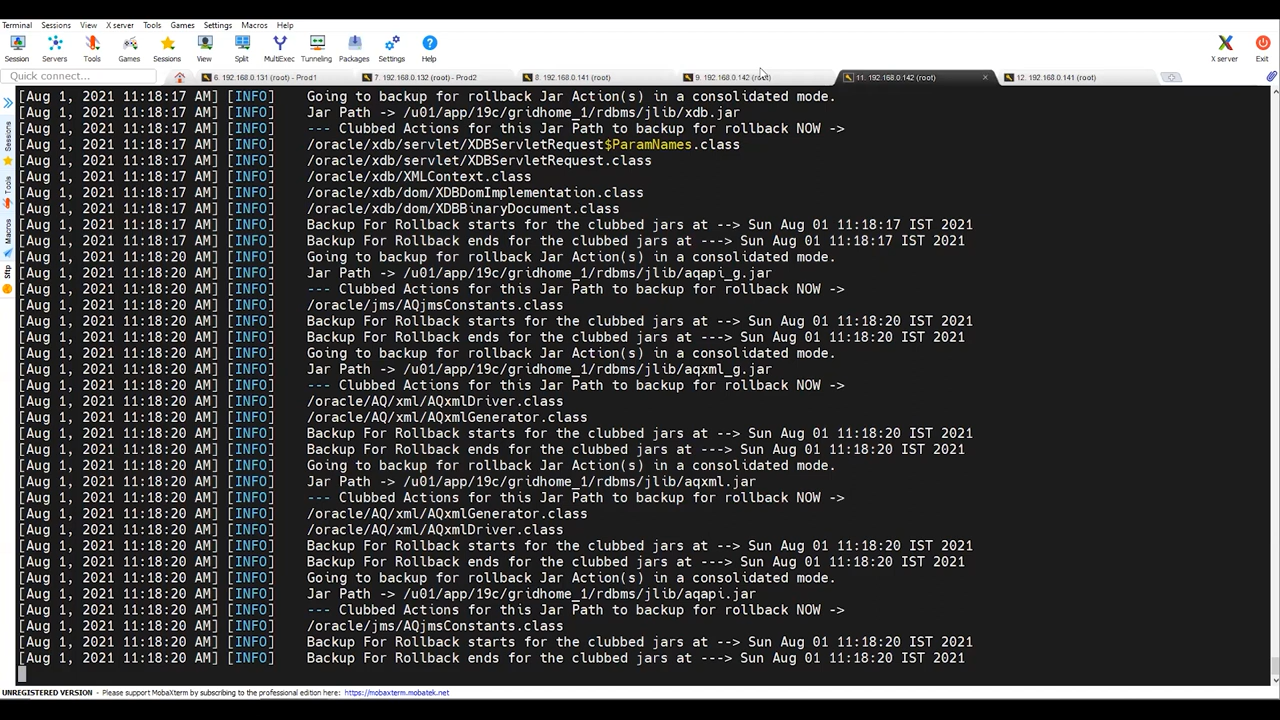 Terminal Sessions View X server Tools Games Settings Macros Help
Session Servers Tools Games Sessions View Split MultiExec Tunneling Packages Settings Help X server Exit
Quick connect... 6. 192.168.0.131 (root) - Prod1 7. 192.168.0.132 (root) - Prod2 8. 192.168.0.141 (root) 9. 192.168.0.142 (root) 11. 192.168.0.142 (root) 12. 192.168.0.141 (root)
Sessions
Tools
Macros
Sftp
[Aug 1, 2021 11:18:17 AM] [INFO] Going to backup for rollback Jar Action(s) in a consolidated mode.
[Aug 1, 2021 11:18:17 AM] [INFO] Jar Path -> /u01/app/19c/gridhome_1/rdbms/jlib/xdb.jar
[Aug 1, 2021 11:18:17 AM] [INFO] --- Clubbed Actions for this Jar Path to backup for rollback NOW ->
[Aug 1, 2021 11:18:17 AM] [INFO] /oracle/xdb/servlet/XDBServletRequest$ParamNames.class
[Aug 1, 2021 11:18:17 AM] [INFO] /oracle/xdb/servlet/XDBServletRequest.class
[Aug 1, 2021 11:18:17 AM] [INFO] /oracle/xdb/XMLContext.class
[Aug 1, 2021 11:18:17 AM] [INFO] /oracle/xdb/dom/XDBDomImplementation.class
[Aug 1, 2021 11:18:17 AM] [INFO] /oracle/xdb/dom/XDBBinaryDocument.class
[Aug 1, 2021 11:18:17 AM] [INFO] Backup For Rollback starts for the clubbed jars at --> Sun Aug 01 11:18:17 IST 2021
[Aug 1, 2021 11:18:17 AM] [INFO] Backup For Rollback ends for the clubbed jars at ---> Sun Aug 01 11:18:17 IST 2021
[Aug 1, 2021 11:18:20 AM] [INFO] Going to backup for rollback Jar Action(s) in a consolidated mode.
[Aug 1, 2021 11:18:20 AM] [INFO] Jar Path -> /u01/app/19c/gridhome_1/rdbms/jlib/aqapi_g.jar
[Aug 1, 2021 11:18:20 AM] [INFO] --- Clubbed Actions for this Jar Path to backup for rollback NOW ->
[Aug 1, 2021 11:18:20 AM] [INFO] /oracle/jms/AQjmsConstants.class
[Aug 1, 2021 11:18:20 AM] [INFO] Backup For Rollback starts for the clubbed jars at --> Sun Aug 01 11:18:20 IST 2021
[Aug 1, 2021 11:18:20 AM] [INFO] Backup For Rollback ends for the clubbed jars at ---> Sun Aug 01 11:18:20 IST 2021
[Aug 1, 2021 11:18:20 AM] [INFO] Going to backup for rollback Jar Action(s) in a consolidated mode.
[Aug 1, 2021 11:18:20 AM] [INFO] Jar Path -> /u01/app/19c/gridhome_1/rdbms/jlib/aqxml_g.jar
[Aug 1, 2021 11:18:20 AM] [INFO] --- Clubbed Actions for this Jar Path to backup for rollback NOW ->
[Aug 1, 2021 11:18:20 AM] [INFO] /oracle/AQ/xml/AQxmlDriver.class
[Aug 1, 2021 11:18:20 AM] [INFO] /oracle/AQ/xml/AQxmlGenerator.class
[Aug 1, 2021 11:18:20 AM] [INFO] Backup For Rollback starts for the clubbed jars at --> Sun Aug 01 11:18:20 IST 2021
[Aug 1, 2021 11:18:20 AM] [INFO] Backup For Rollback ends for the clubbed jars at ---> Sun Aug 01 11:18:20 IST 2021
[Aug 1, 2021 11:18:20 AM] [INFO] Going to backup for rollback Jar Action(s) in a consolidated mode.
[Aug 1, 2021 11:18:20 AM] [INFO] Jar Path -> /u01/app/19c/gridhome_1/rdbms/jlib/aqxml.jar
[Aug 1, 2021 11:18:20 AM] [INFO] --- Clubbed Actions for this Jar Path to backup for rollback NOW ->
[Aug 1, 2021 11:18:20 AM] [INFO] /oracle/AQ/xml/AQxmlGenerator.class
[Aug 1, 2021 11:18:20 AM] [INFO] /oracle/AQ/xml/AQxmlDriver.class
[Aug 1, 2021 11:18:20 AM] [INFO] Backup For Rollback starts for the clubbed jars at --> Sun Aug 01 11:18:20 IST 2021
[Aug 1, 2021 11:18:20 AM] [INFO] Backup For Rollback ends for the clubbed jars at ---> Sun Aug 01 11:18:20 IST 2021
[Aug 1, 2021 11:18:20 AM] [INFO] Going to backup for rollback Jar Action(s) in a consolidated mode.
[Aug 1, 2021 11:18:20 AM] [INFO] Jar Path -> /u01/app/19c/gridhome_1/rdbms/jlib/aqapi.jar
[Aug 1, 2021 11:18:20 AM] [INFO] --- Clubbed Actions for this Jar Path to backup for rollback NOW ->
[Aug 1, 2021 11:18:20 AM] [INFO] /oracle/jms/AQjmsConstants.class
[Aug 1, 2021 11:18:20 AM] [INFO] Backup For Rollback starts for the clubbed jars at --> Sun Aug 01 11:18:20 IST 2021
[Aug 1, 2021 11:18:20 AM] [INFO] Backup For Rollback ends for the clubbed jars at ---> Sun Aug 01 11:18:20 IST 2021
UNREGISTERED VERSION - Please support MobaXterm by subscribing to the professional edition here: https://mobaxterm.mobatek.net